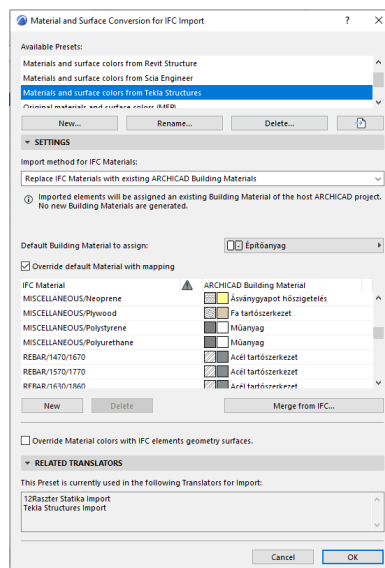 Material and Surface Conversion for IFC Import ? ×
Available Presets:
Materials and surface colors from Revit Structure
Materials and surface colors from Scia Engineer
Materials and surface colors from Tekla Structures
Original materials and surface colors (MEP)
New... Rename... Delete...
SETTINGS
Import method for IFC Materials:
Replace IFC Materials with existing ARCHICAD Building Materials
Imported elements will be assigned an existing Building Material of the host ARCHICAD project.
No new Building Materials are generated.
Default Building Material to assign: Építőanyag
Override default Material with mapping
IFC Material ARCHICAD Building Material
MISCELLANEOUS/Neoprene Ásványgyapot hőszigetelés
MISCELLANEOUS/Plywood Fa tartószerkezet
MISCELLANEOUS/Polystyrene Műanyag
MISCELLANEOUS/Polyurethane Műanyag
REBAR/1470/1670 Acél tartószerkezet
REBAR/1570/1770 Acél tartószerkezet
REBAR/1630/1860 Acél tartószerkezet
New Delete Merge from IFC...
Override Material colors with IFC elements geometry surfaces.
RELATED TRANSLATORS
This Preset is currently used in the following Translators for Import:
12Raszter Statika Import
Tekla Structures Import
Cancel OK